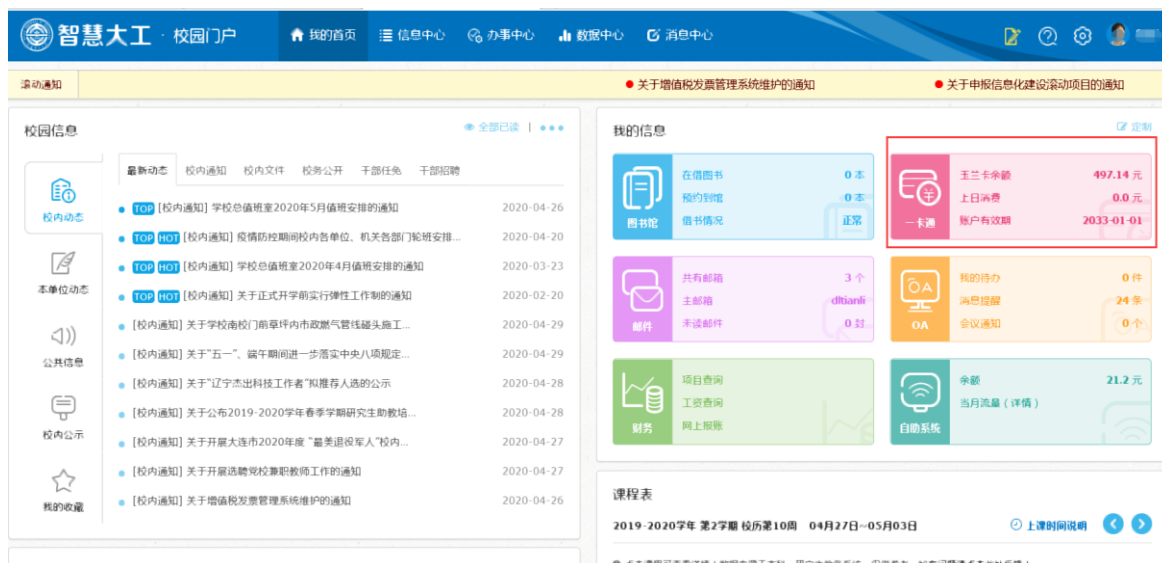 智慧大工·校园门户 我的首页 信息中心 办事中心 数据中心 消息中心
滚动通知 ● 关于增值税发票管理系统维护的通知 ● 关于申报信息化建设滚动项目的通知
校园信息 全部已读 | •••
最新动态 校内通知 校内文件 校务公开 干部任免 干部招聘
校内动态
本单位动态
公共信息
校内公示
我的收藏
TOP [校内通知] 学校总值班室2020年5月值班安排的通知 2020-04-26
TOP HOT [校内通知] 疫情防控期间校内各单位、机关各部门轮班安排... 2020-04-20
TOP HOT [校内通知] 学校总值班室2020年4月值班安排的通知 2020-03-23
TOP HOT [校内通知] 关于正式开学前实行弹性工作制的通知 2020-02-20
[校内通知] 关于学校南校门前草坪内市政燃气管线碰头施工... 2020-04-29
[校内通知] 关于“五一”、端午期间进一步落实中央八项规定... 2020-04-29
[校内通知] 关于“辽宁杰出科技工作者”拟推荐人选的公示 2020-04-28
[校内通知] 关于公布2019-2020学年春季学期研究生助教培... 2020-04-28
[校内通知] 关于开展大连市2020年度 “最美退役军人”校内... 2020-04-27
[校内通知] 关于开展选聘党校兼职教师工作的通知 2020-04-27
[校内通知] 关于增值税发票管理系统维护的通知 2020-04-26
我的信息 定制
图书馆
在借图书 0 本
预约到馆 0 本
借书情况 正常
一卡通
玉兰卡余额 497.14 元
上日消费 0.0 元
账户有效期 2033-01-01
邮件
共有邮箱 3 个
主邮箱 dltianli
未读邮件 0 封
OA
我的待办 0 件
消息提醒 24 条
会议通知 0 个
财务
项目查询
工资查询
网上报账
自助系统
余额 21.2 元
当月流量（详情）
课程表
2019-2020学年 第2学期 校历第10周 04月27日~05月03日 上课时间说明